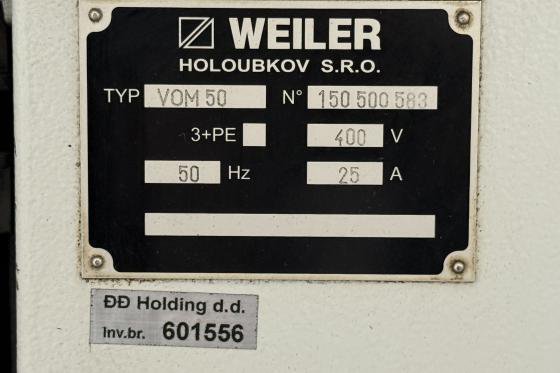 WEILER
HOLOUBKOV S.R.O.
TYP VOM 50 N° 150 500 583
3+PE 400 V
50 Hz 25 A
ĐĐ Holding d.d.
Inv.br. 601556